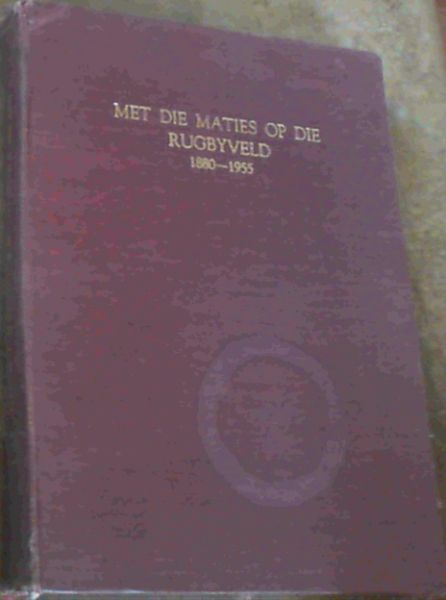 MET DIE MATIES OP DIE
RUGBYVELD
1880—1955